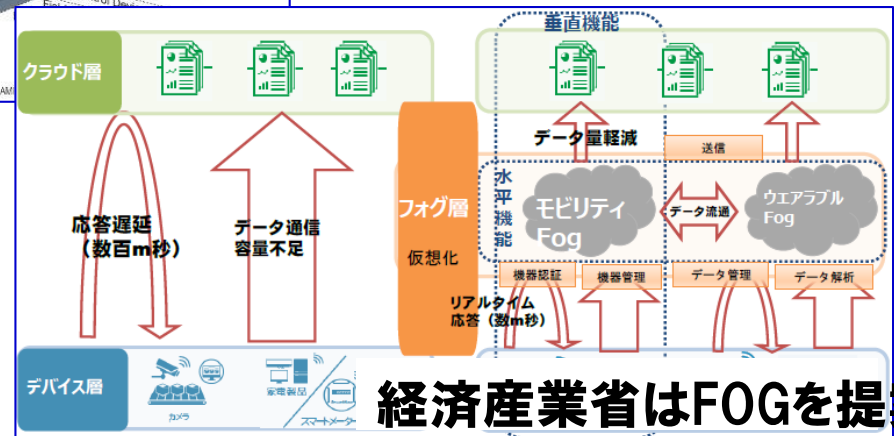 垂直機能
クラウド層
データ量軽減
送信
水平機能
フォグ層
仮想化
モビリティ
Fog
データ流通
ウエアラブル
Fog
応答遅延
(数百m秒)
データ通信
容量不足
機器認証
機器管理
データ管理
データ解析
リアルタイム
応答(数m秒)
デバイス層
カメラ
家電製品
スマートメーター
経済産業省はFOGを提